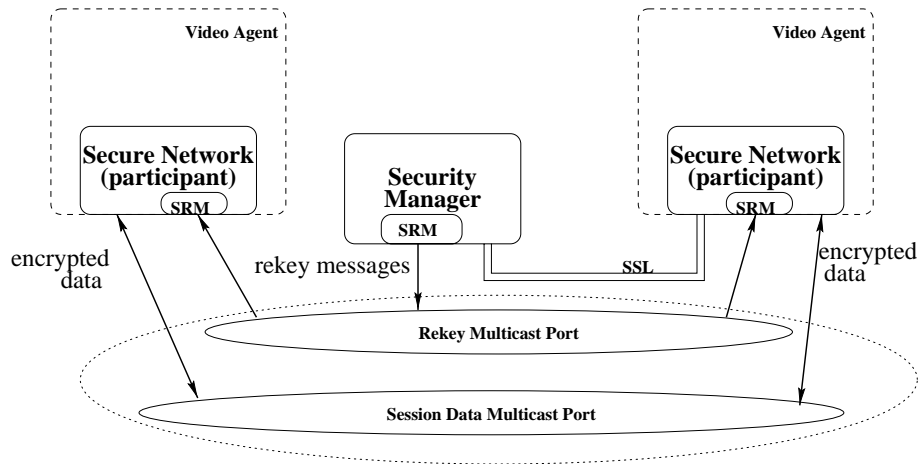 Video Agent
Secure Network
(participant)
SRM
Security
Manager
SRM
Video Agent
Secure Network
(participant)
SRM
encrypted
data
rekey messages
SSL
encrypted
data
Rekey Multicast Port
Session Data Multicast Port